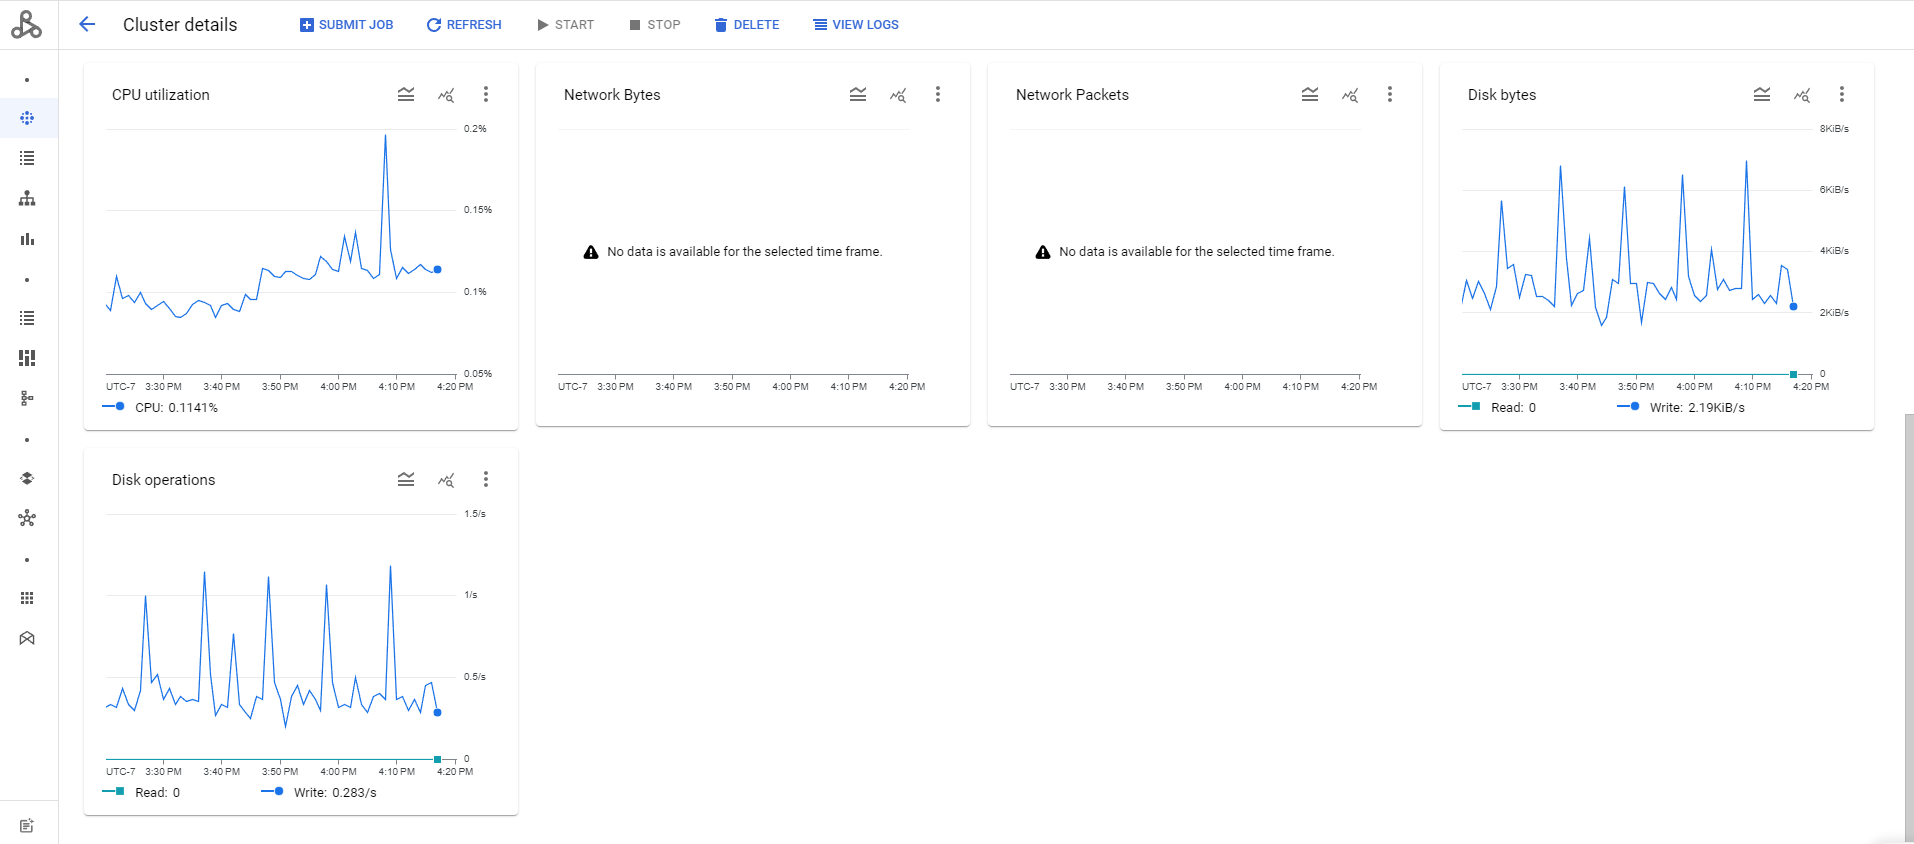 Cluster details
SUBMIT JOB
REFRESH
START
STOP
DELETE
VIEW LOGS
CPU utilization
0.2%
0.15%
0.1%
0.05%
UTC-7 3:30 PM 3:40 PM 3:50 PM 4:00 PM 4:10 PM 4:20 PM
CPU: 0.1141%
Network Bytes
No data is available for the selected time frame.
UTC-7 3:30 PM 3:40 PM 3:50 PM 4:00 PM 4:10 PM 4:20 PM
Network Packets
No data is available for the selected time frame.
UTC-7 3:30 PM 3:40 PM 3:50 PM 4:00 PM 4:10 PM 4:20 PM
Disk bytes
8KiB/s
6KiB/s
4KiB/s
2KiB/s
0
UTC-7 3:30 PM 3:40 PM 3:50 PM 4:00 PM 4:10 PM 4:20 PM
Read: 0 Write: 2.19KiB/s
Disk operations
1.5/s
1/s
0.5/s
0
UTC-7 3:30 PM 3:40 PM 3:50 PM 4:00 PM 4:10 PM 4:20 PM
Read: 0 Write: 0.283/s